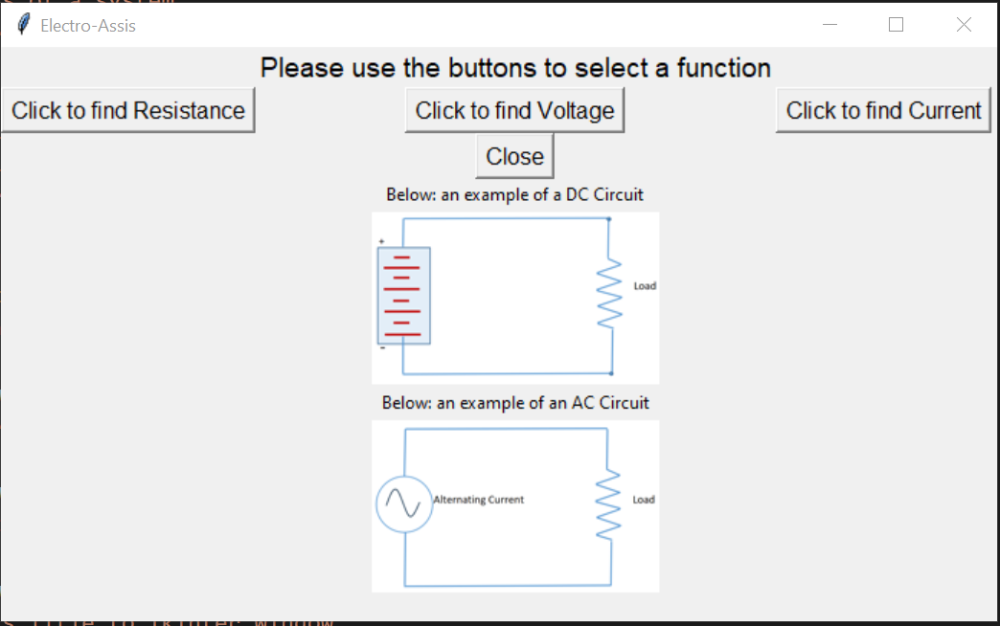 Electro-Assis
Please use the buttons to select a function
Click to find Resistance
Click to find Voltage
Click to find Current
Close
Below: an example of a DC Circuit
+
Load
-
Below: an example of an AC Circuit
Alternating Current
Load